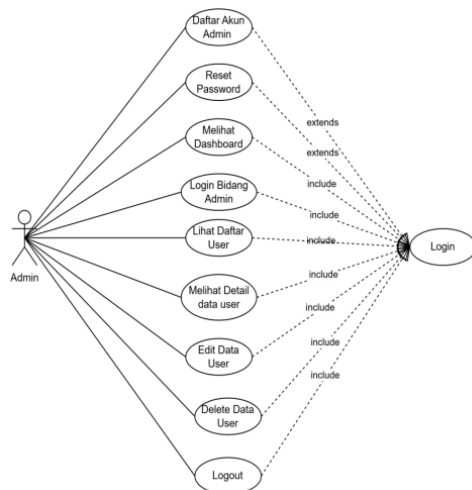 Daftar Akun
Admin
Reset
Password
extends
extends
Melihat
Dashboard
include
Login Bidang
Admin
include
Lihat Daftar
User
include
Login
Admin
Melihat Detail
data user
include
include
Edit Data
User
include
include
Delete Data
User
Logout